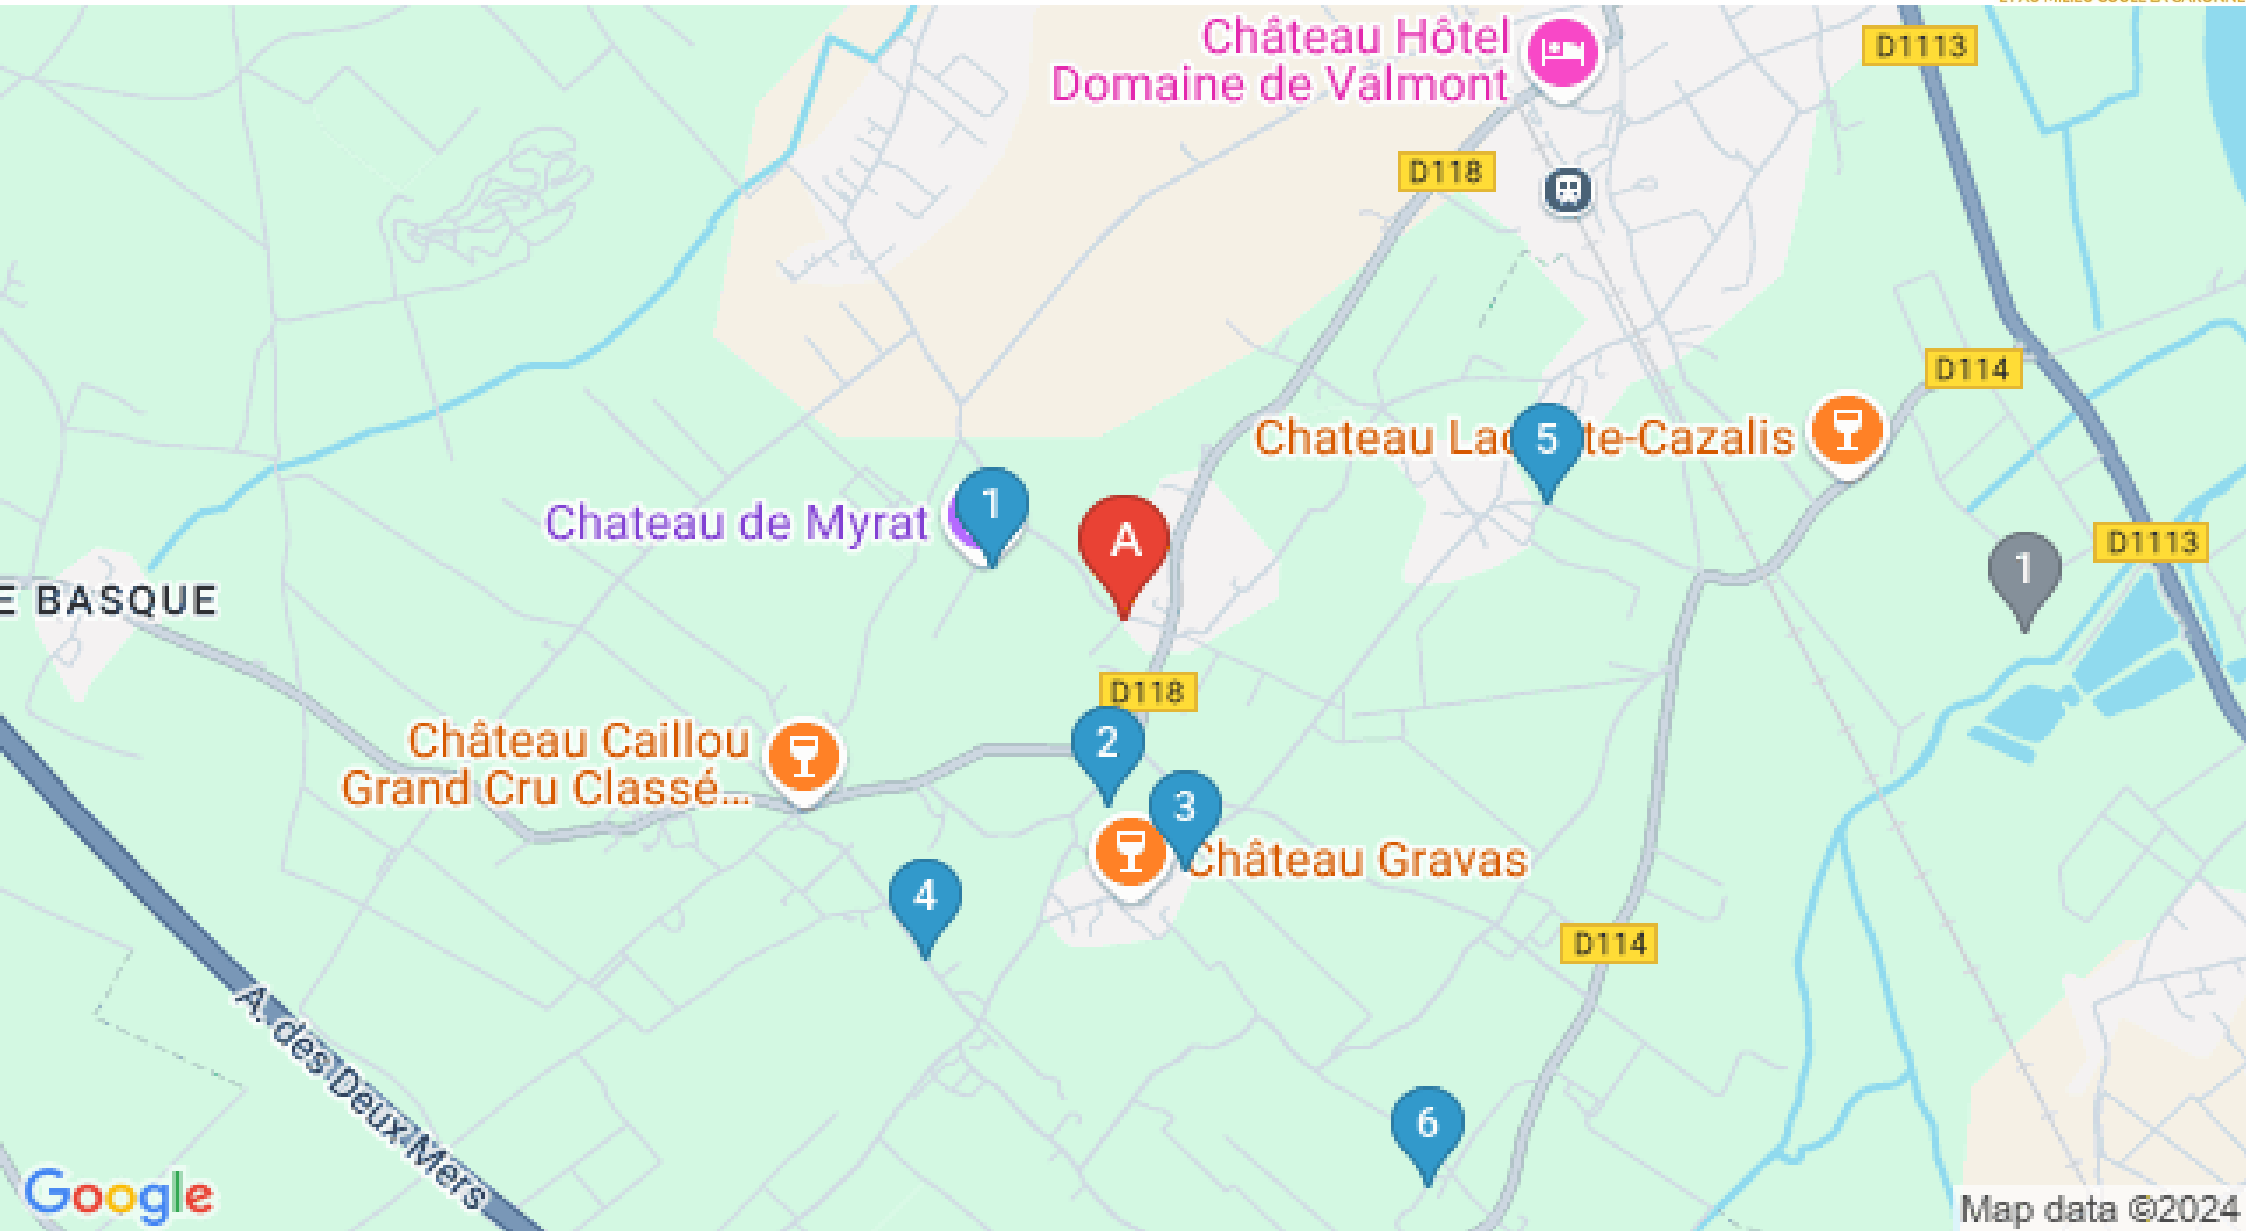 Château Hôtel
Domaine de Valmont
D1113
D118
D114
Chateau La
te-Cazalis
5
Chateau de Myrat
1
A
D1113
1
E BASQUE
D118
Château Caillou
Grand Cru Classé...
2
3
Château Gravas
4
D114
A. des Deux Mers
6
Google
Map data ©2024